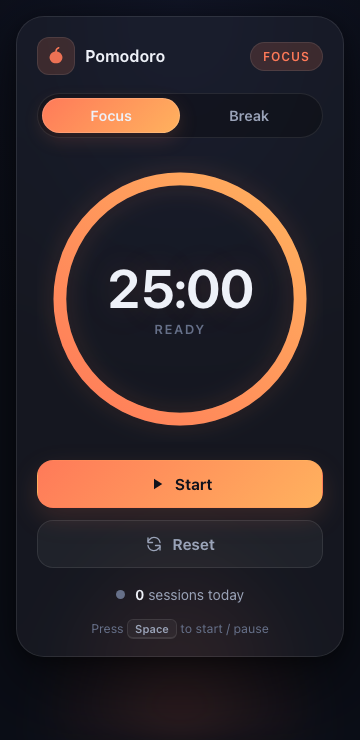 Pomodoro
FOCUS
Focus
Break
25:00
READY
Start
Reset
0 sessions today
Press Space to start / pause